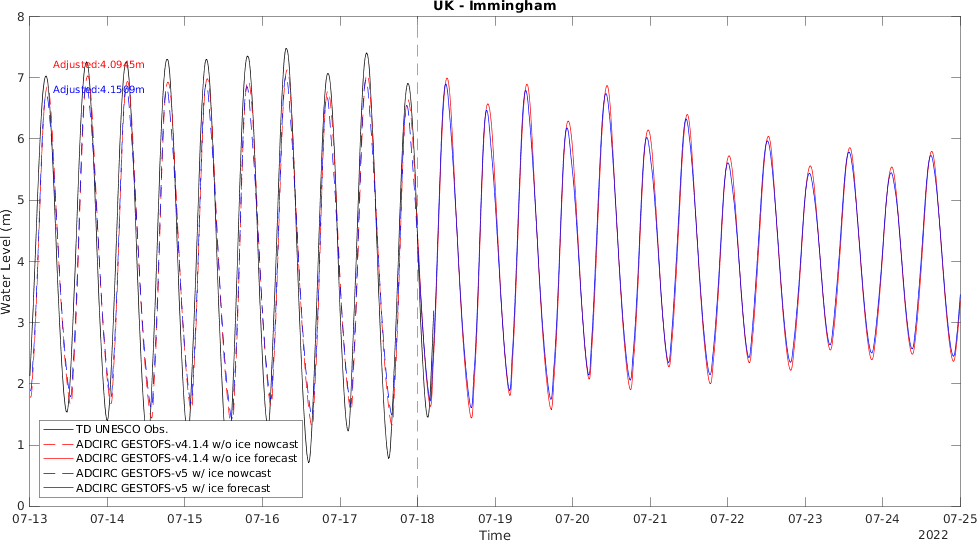 UK - Immingham
8
7
6
5
4
3
2
1
0
Water Level (m)
Adjusted:4.0945m
Adjusted:4.1509m
TD UNESCO Obs.
ADCIRC GESTOFS-v4.1.4 w/o ice nowcast
ADCIRC GESTOFS-v4.1.4 w/o ice forecast
ADCIRC GESTOFS-v5 w/ ice nowcast
ADCIRC GESTOFS-v5 w/ ice forecast
07-13 07-14 07-15 07-16 07-17 07-18 07-19 07-20 07-21 07-22 07-23 07-24 07-25
Time
2022